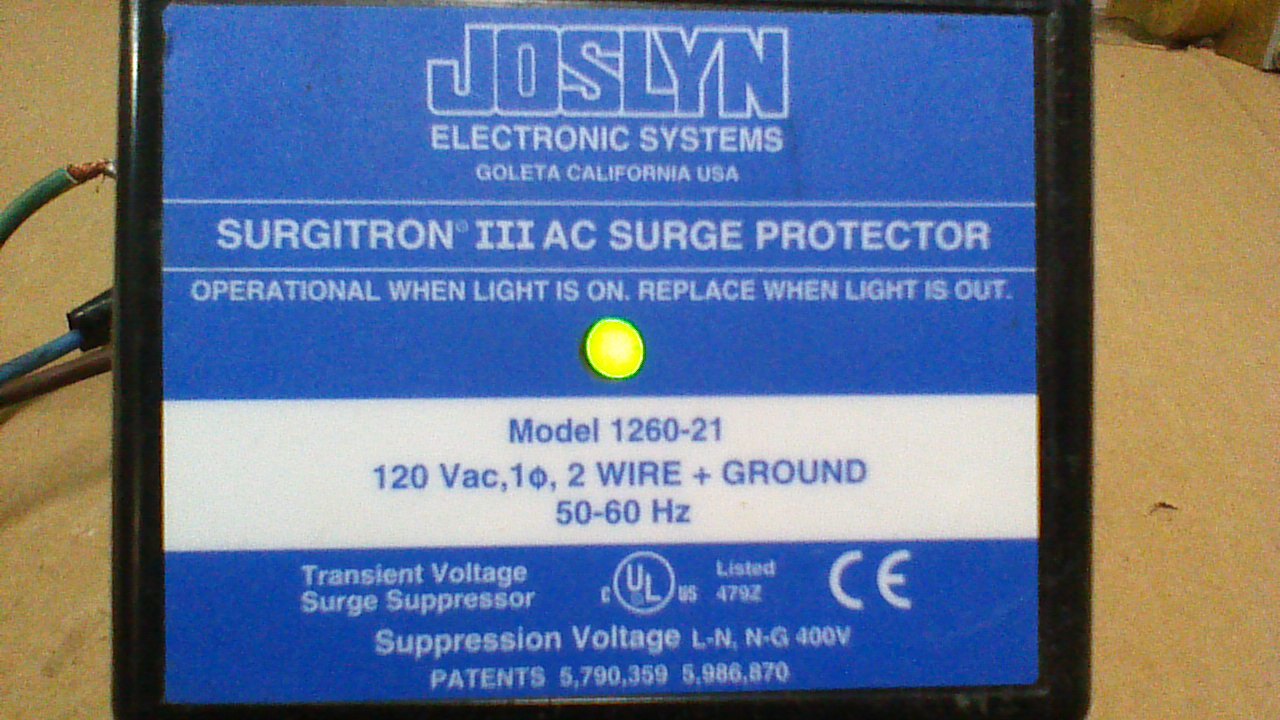 JOSLYN
ELECTRONIC SYSTEMS
GOLETA CALIFORNIA USA
SURGITRON® III AC SURGE PROTECTOR
OPERATIONAL WHEN LIGHT IS ON. REPLACE WHEN LIGHT IS OUT.
Model 1260-21
120 Vac,1ϕ, 2 WIRE + GROUND
50-60 Hz
Transient Voltage
Surge Suppressor
C UL US
Listed
479Z
CE
Suppression Voltage L-N, N-G 400V
PATENTS 5,790,359 5,986,870